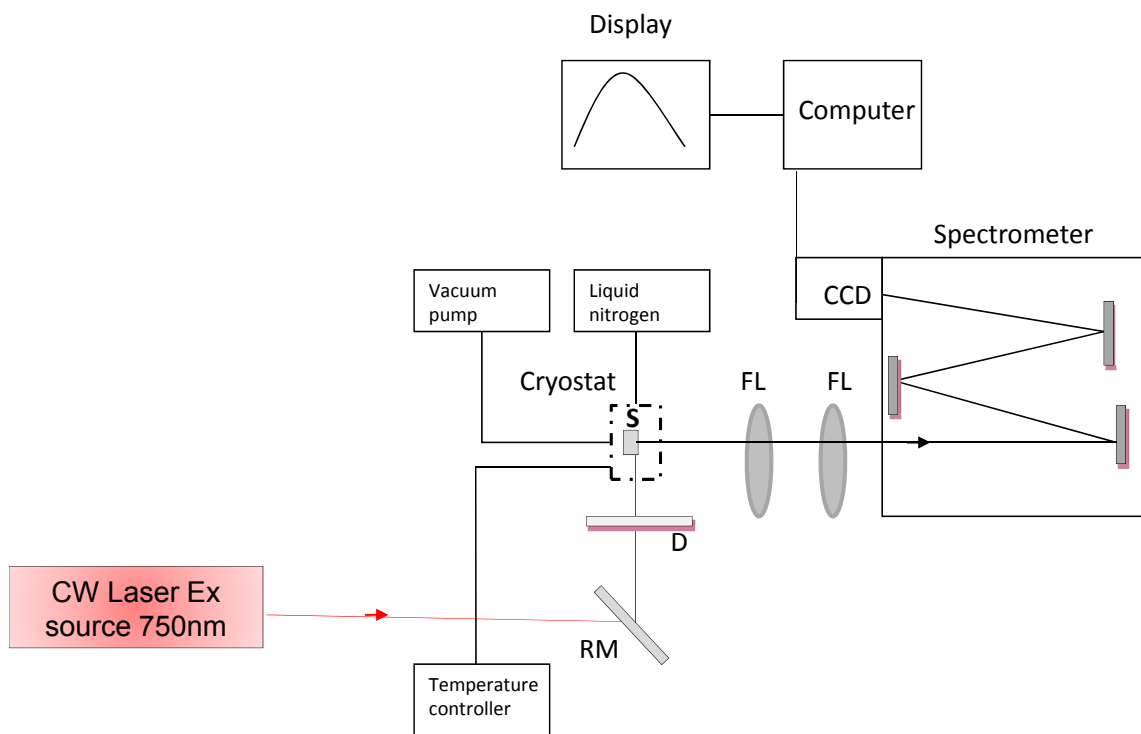 Display
Computer
Spectrometer
CCD
Vacuum
pump
Liquid
nitrogen
Cryostat
S
FL
FL
D
CW Laser Ex
source 750nm
RM
Temperature
controller